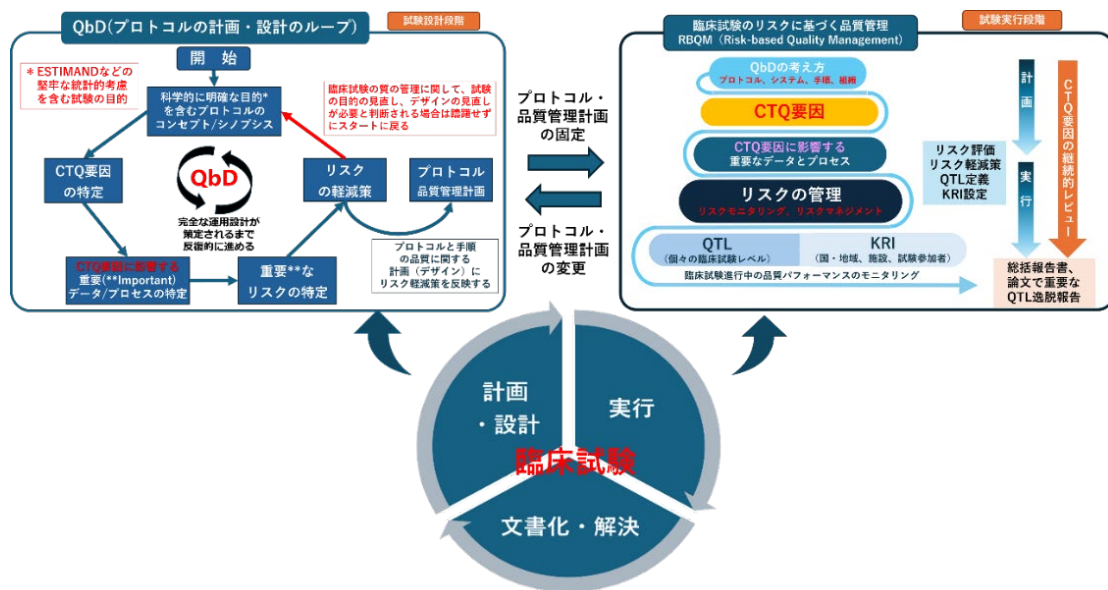 試験設計段階
QbD(プロトコルの計画・設計のループ)
開 始
* ESTIMANDなどの
堅牢な統計的考慮
を含む試験の目的
科学的に明確な目的*
を含むプロトコルの
コンセプト/シノプシス
臨床試験の質の管理に関して、試験
の目的の見直し、デザインの見直し
が必要と判断される場合は躊躇せず
にスタートに戻る
CTQ要因
の特定
QbD
完全な運用設計が
策定されるまで
反復的に進める
リスク
の軽減策
プロトコル
品質管理計画
CTQ要因に影響する
重要(**Important)
データ/プロセスの特定
重要**な
リスクの特定
プロトコルと手順
の品質に関する
計画(デザイン)に
リスク軽減策を反映する
プロトコル・
品質管理計画
の固定
プロトコル・
品質管理計画
の変更
試験実行段階
臨床試験のリスクに基づく品質管理
RBQM(Risk-based Quality Management)
QbDの考え方
プロトコル、システム、手順、組織
CTQ要因
CTQ要因に影響する
重要なデータとプロセス
リスクの管理
リスクモニタリング、リスクマネジメント
QTL
(個々の臨床試験レベル)
KRI
(国・地域、施設、試験参加者)
臨床試験進行中の品質パフォーマンスのモニタリング
リスク評価
リスク軽減策
QTL定義
KRI設定
計画
実行
CTQ要因の継続的レビュー
総括報告書、
論文で重要な
QTL逸脱報告
計画
・設計
実行
臨床試験
文書化・解決